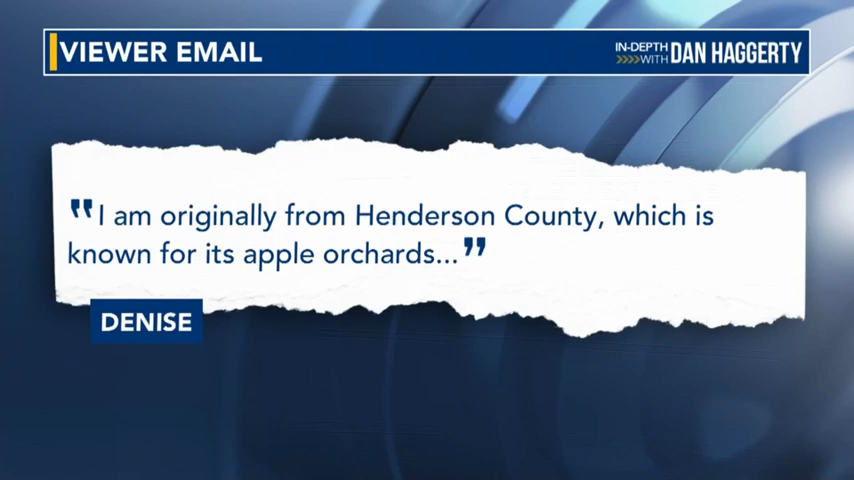 VIEWER EMAIL
IN-DEPTH
WITH DAN HAGGERTY
"I am originally from Henderson County, which is
known for its apple orchards..."
DENISE